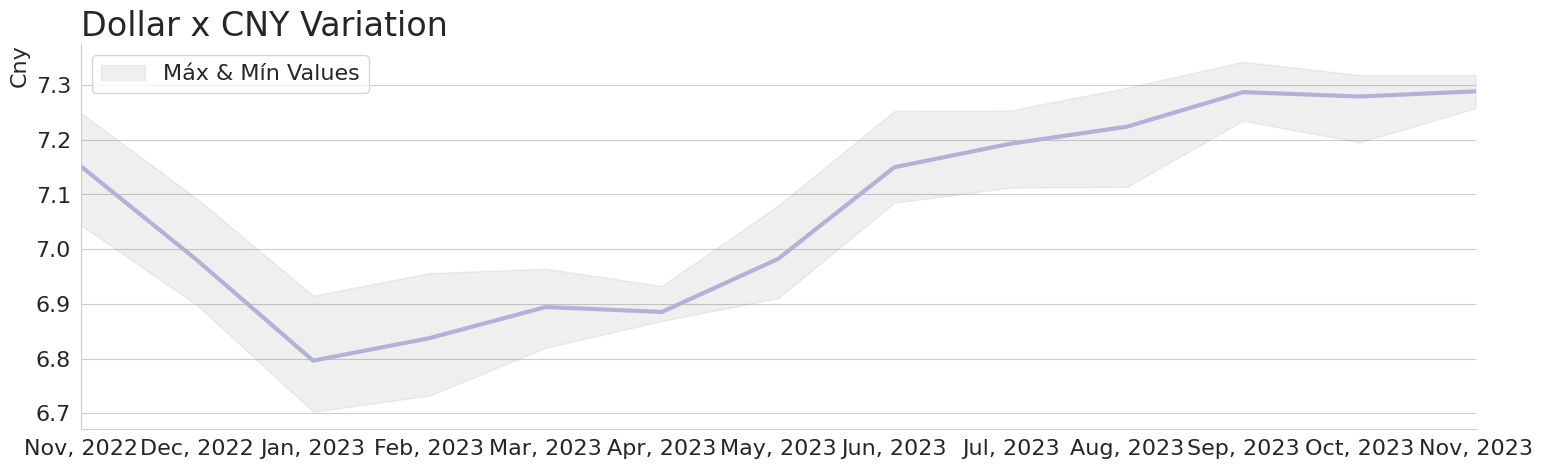 Dollar x CNY Variation
Cny
Máx & Mín Values
7.3
7.2
7.1
7.0
6.9
6.8
6.7
Nov, 2022 Dec, 2022 Jan, 2023 Feb, 2023 Mar, 2023 Apr, 2023 May, 2023 Jun, 2023 Jul, 2023 Aug, 2023 Sep, 2023 Oct, 2023 Nov, 2023